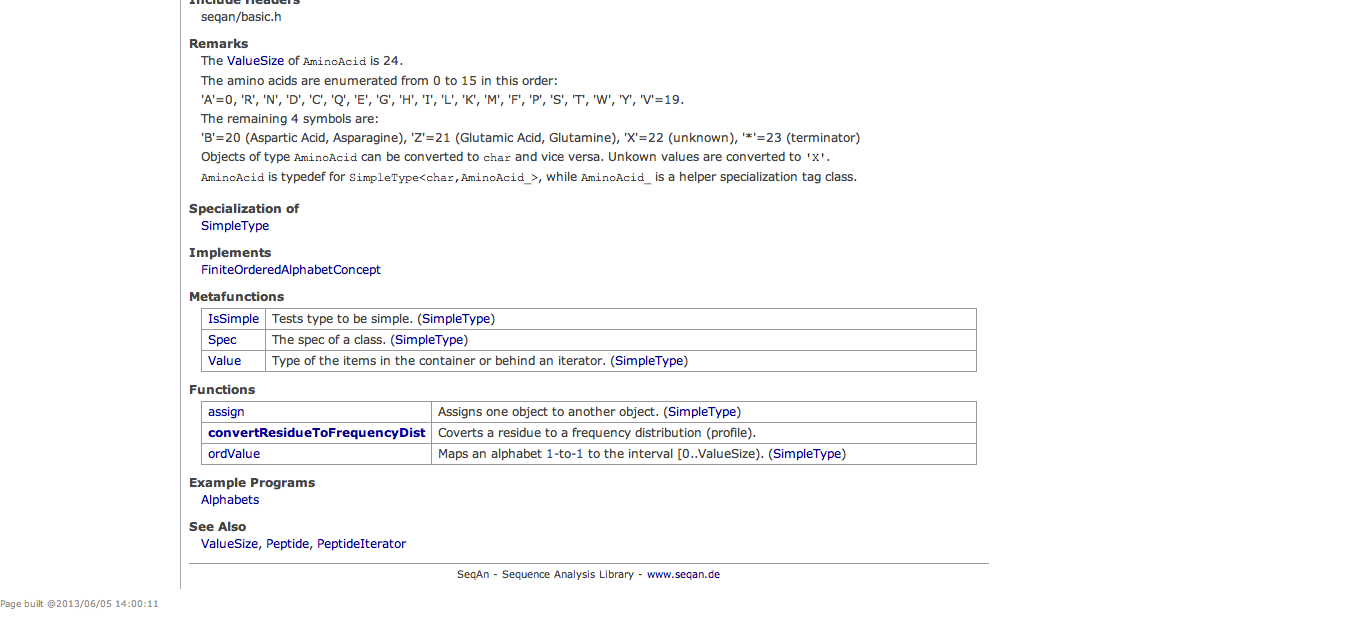 Include Headers
seqan/basic.h
Remarks
The ValueSize of AminoAcid is 24.
The amino acids are enumerated from 0 to 15 in this order:
'A'=0, 'R', 'N', 'D', 'C', 'Q', 'E', 'G', 'H', 'I', 'L', 'K', 'M', 'F', 'P', 'S', 'T', 'W', 'Y', 'V'=19.
The remaining 4 symbols are:
'B'=20 (Aspartic Acid, Asparagine), 'Z'=21 (Glutamic Acid, Glutamine), 'X'=22 (unknown), '*'=23 (terminator)
Objects of type AminoAcid can be converted to char and vice versa. Unkown values are converted to 'X'.
AminoAcid is typedef for SimpleType<char,AminoAcid_>, while AminoAcid_ is a helper specialization tag class.
Specialization of
SimpleType
Implements
FiniteOrderedAlphabetConcept
Metafunctions
IsSimple Tests type to be simple. (SimpleType)
Spec The spec of a class. (SimpleType)
Value Type of the items in the container or behind an iterator. (SimpleType)
Functions
assign Assigns one object to another object. (SimpleType)
convertResidueToFrequencyDist Coverts a residue to a frequency distribution (profile).
ordValue Maps an alphabet 1-to-1 to the interval [0..ValueSize). (SimpleType)
Example Programs
Alphabets
See Also
ValueSize, Peptide, PeptideIterator
SeqAn - Sequence Analysis Library - www.seqan.de
Page built @2013/06/05 14:00:11